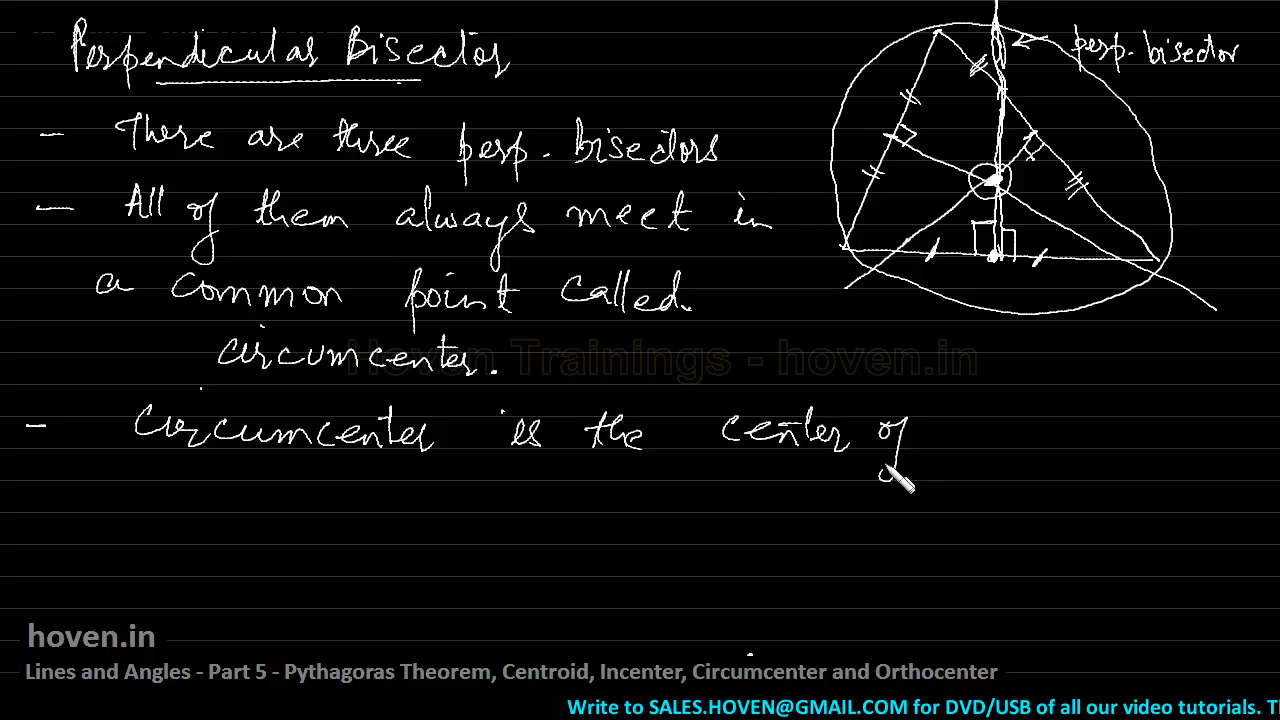 Perpendicular Bisector
perp. bisector
- There are three perp. Bisectors
- All of them always meet in
a common point called
circumcenter.
Hoven Trainings - hoven.in
- circumcenter is the center of
hoven.in
Lines and Angles - Part 5 - Pythagoras Theorem, Centroid, Incenter, Circumcenter and Orthocenter
Write to SALES.HOVEN@GMAIL.COM for DVD/USB of all our video tutorials. T